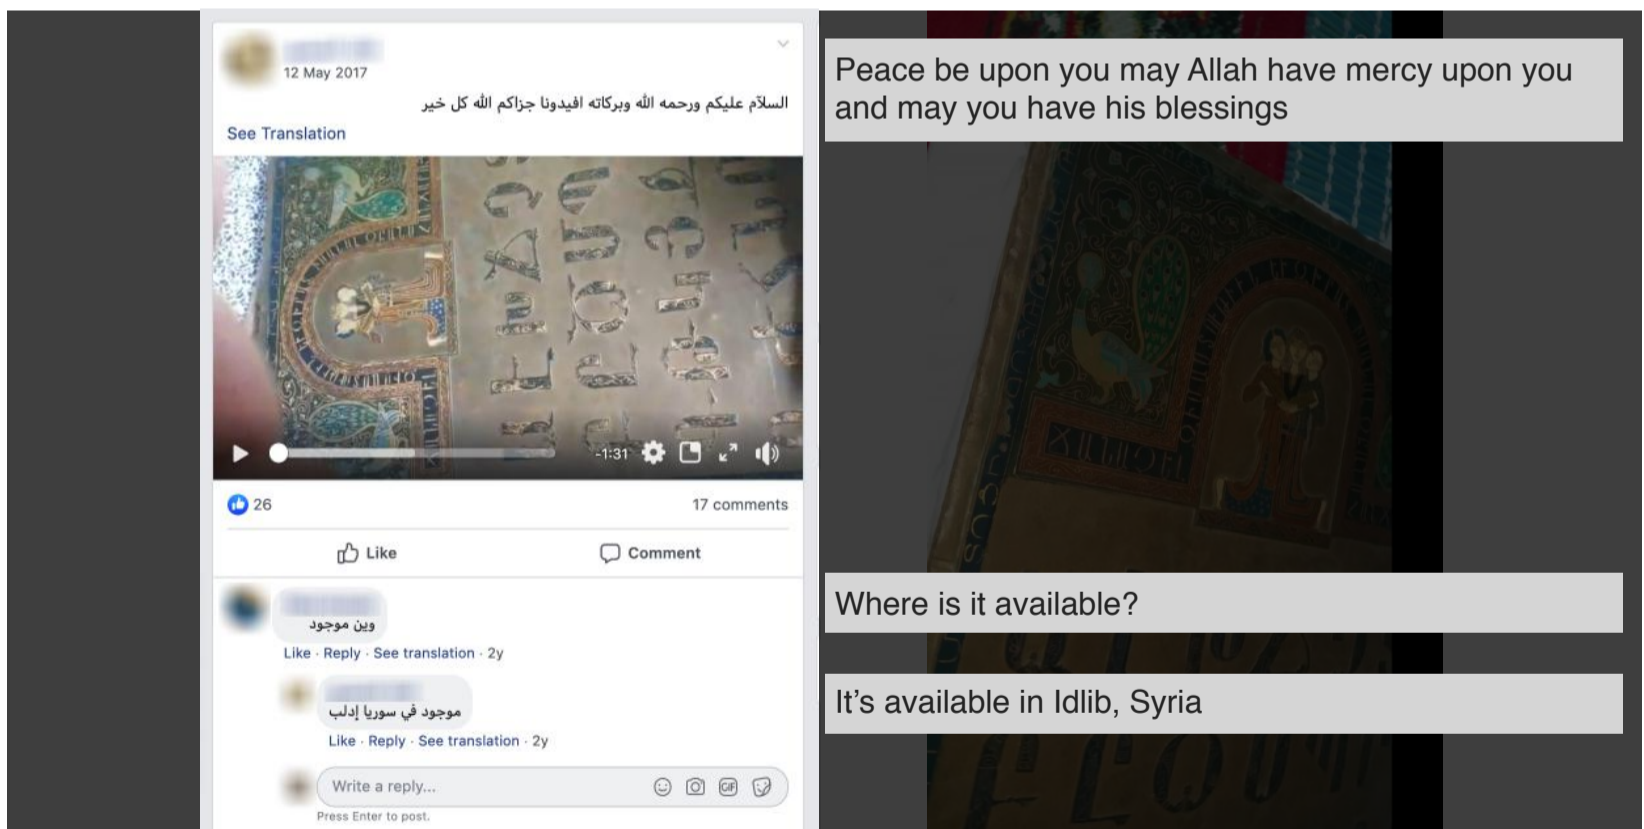 12 May 2017
السلآم عليكم ورحمه الله وبركاته افيدونا جزاكم الله كل خير
See Translation
-1:31
26
17 comments
Like
Comment
وين موجود
Like · Reply · See translation · 2y
موجود في سوريا إدلب
Like · Reply · See translation · 2y
Write a reply...
GIF
Press Enter to post.
Peace be upon you may Allah have mercy upon you
and may you have his blessings
Where is it available?
It’s available in Idlib, Syria